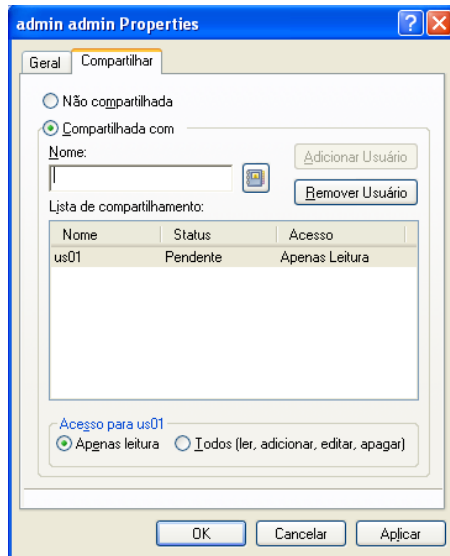 admin admin Properties
Geral Compartilhar
Não compartilhada
Compartilhada com
Nome:
Adicionar Usuário
Remover Usuário
Lista de compartilhamento:
Nome Status Acesso
us01 Pendente Apenas Leitura
Acesso para us01
Apenas leitura Todos (ler, adicionar, editar, apagar)
OK Cancelar Aplicar